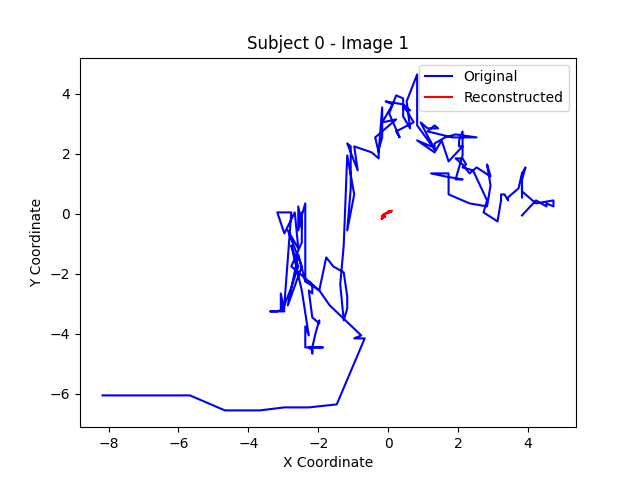 Subject 0 - Image 1
Original
Reconstructed
Y Coordinate
4
2
0
−2
−4
−6
−8 −6 −4 −2 0 2 4
X Coordinate